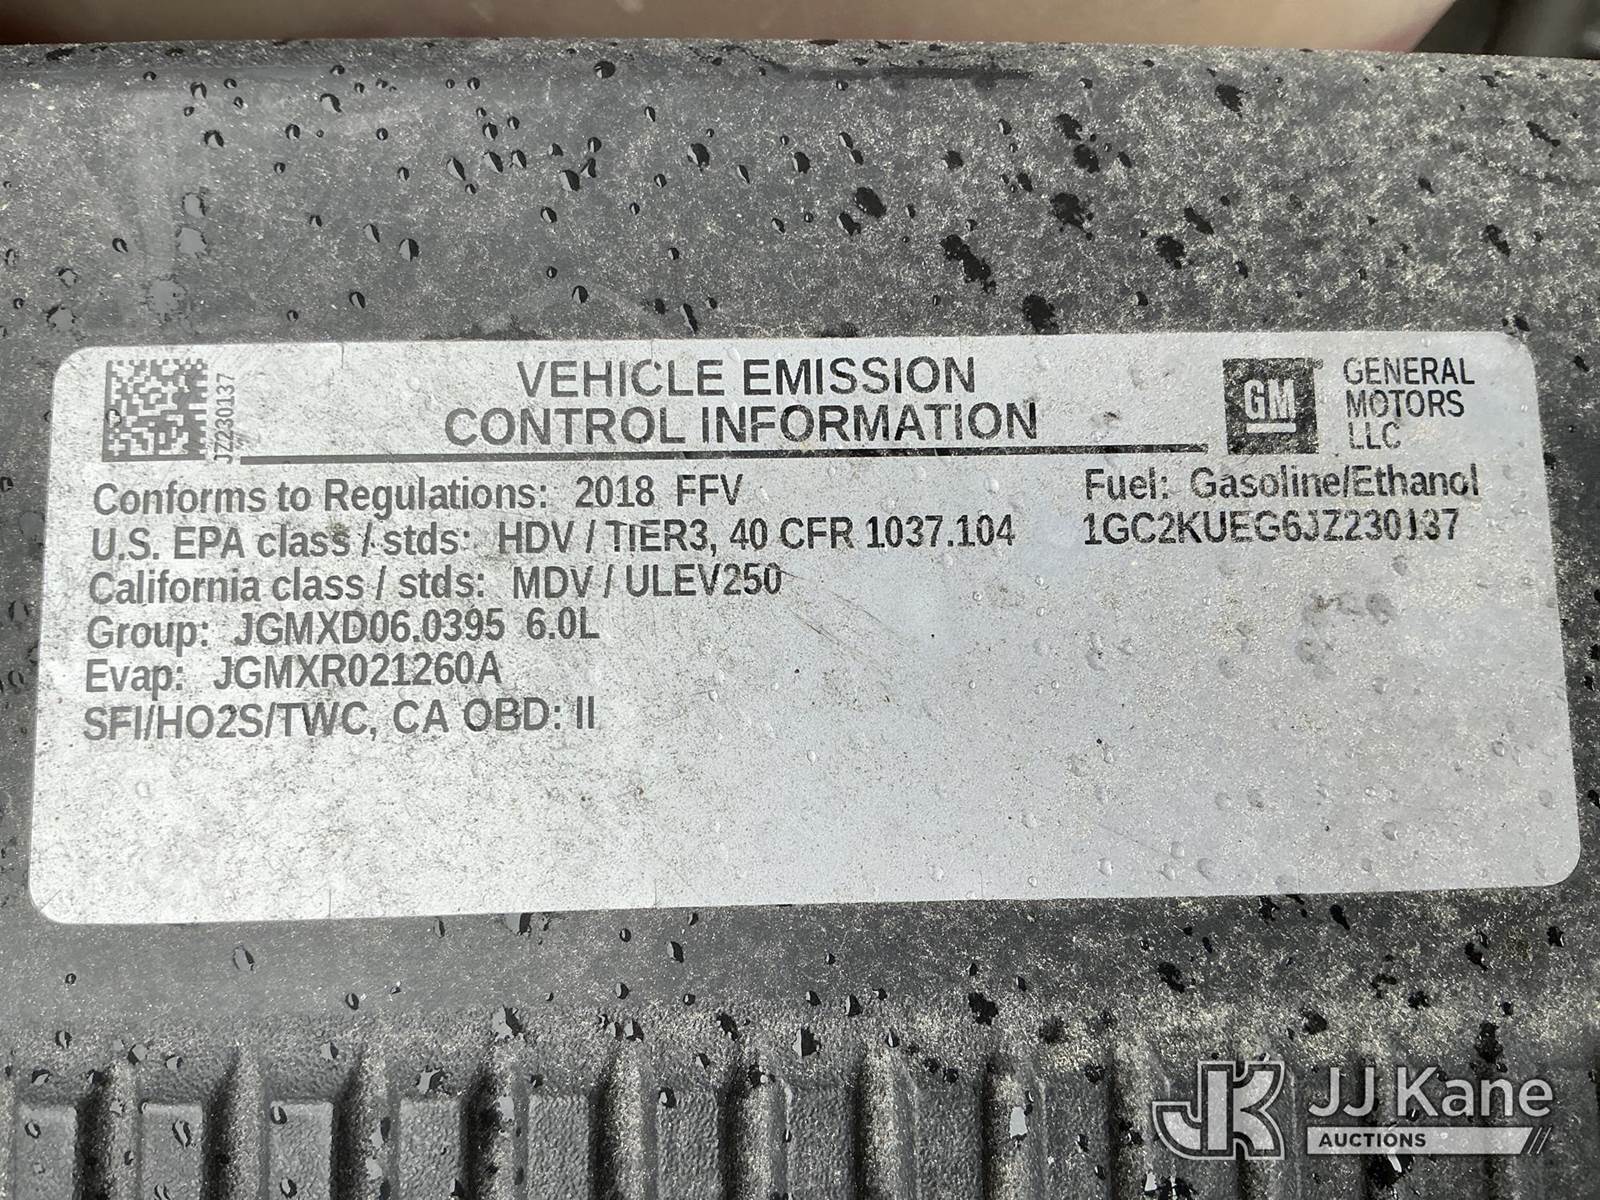 JZ230137
VEHICLE EMISSION
CONTROL INFORMATION
GM
GENERAL
MOTORS
LLC
Conforms to Regulations: 2018 FFV
U.S. EPA class / stds: HDV / TIER3, 40 CFR 1037.104
California class / stds: MDV / ULEV250
Group: JGMXD06.0395 6.0L
Evap: JGMXR021260A
SFI/HO2S/TWC, CA OBD: II
Fuel: Gasoline/Ethanol
1GC2KUEG6JZ230137
JK
JJ Kane
AUCTIONS